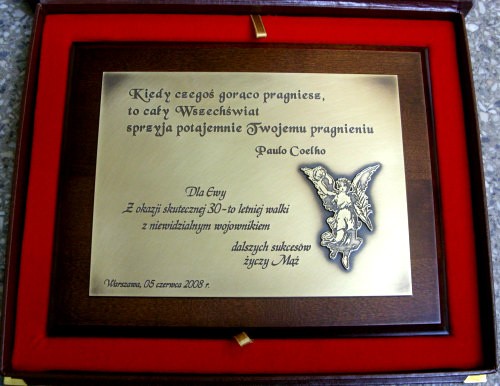 Kiedy czegoś gorąco pragniesz,
to cały Wszechświat
sprzyja potajemnie Twojemu pragnieniu
Paulo Coelho
Dla Ewy
Z okazji skutecznej 30-to letniej walki
z niewidzialnym wojownikiem
dalszych sukcesów
życzy Mąż
Warszawa, 05 czerwca 2008 r.